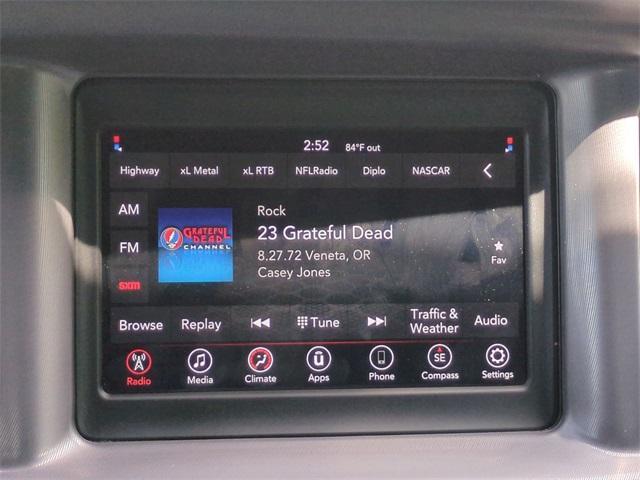 2:52 84°F out
Highway xL Metal xL RTB NFLRadio Diplo NASCAR
AM
FM
sxm
GRATEFUL
DEAD
CHANNEL
Rock
23 Grateful Dead
8.27.72 Veneta, OR
Casey Jones
Fav
Browse Replay Tune Traffic & Weather Audio
Radio Media Climate Apps Phone SE Compass Settings